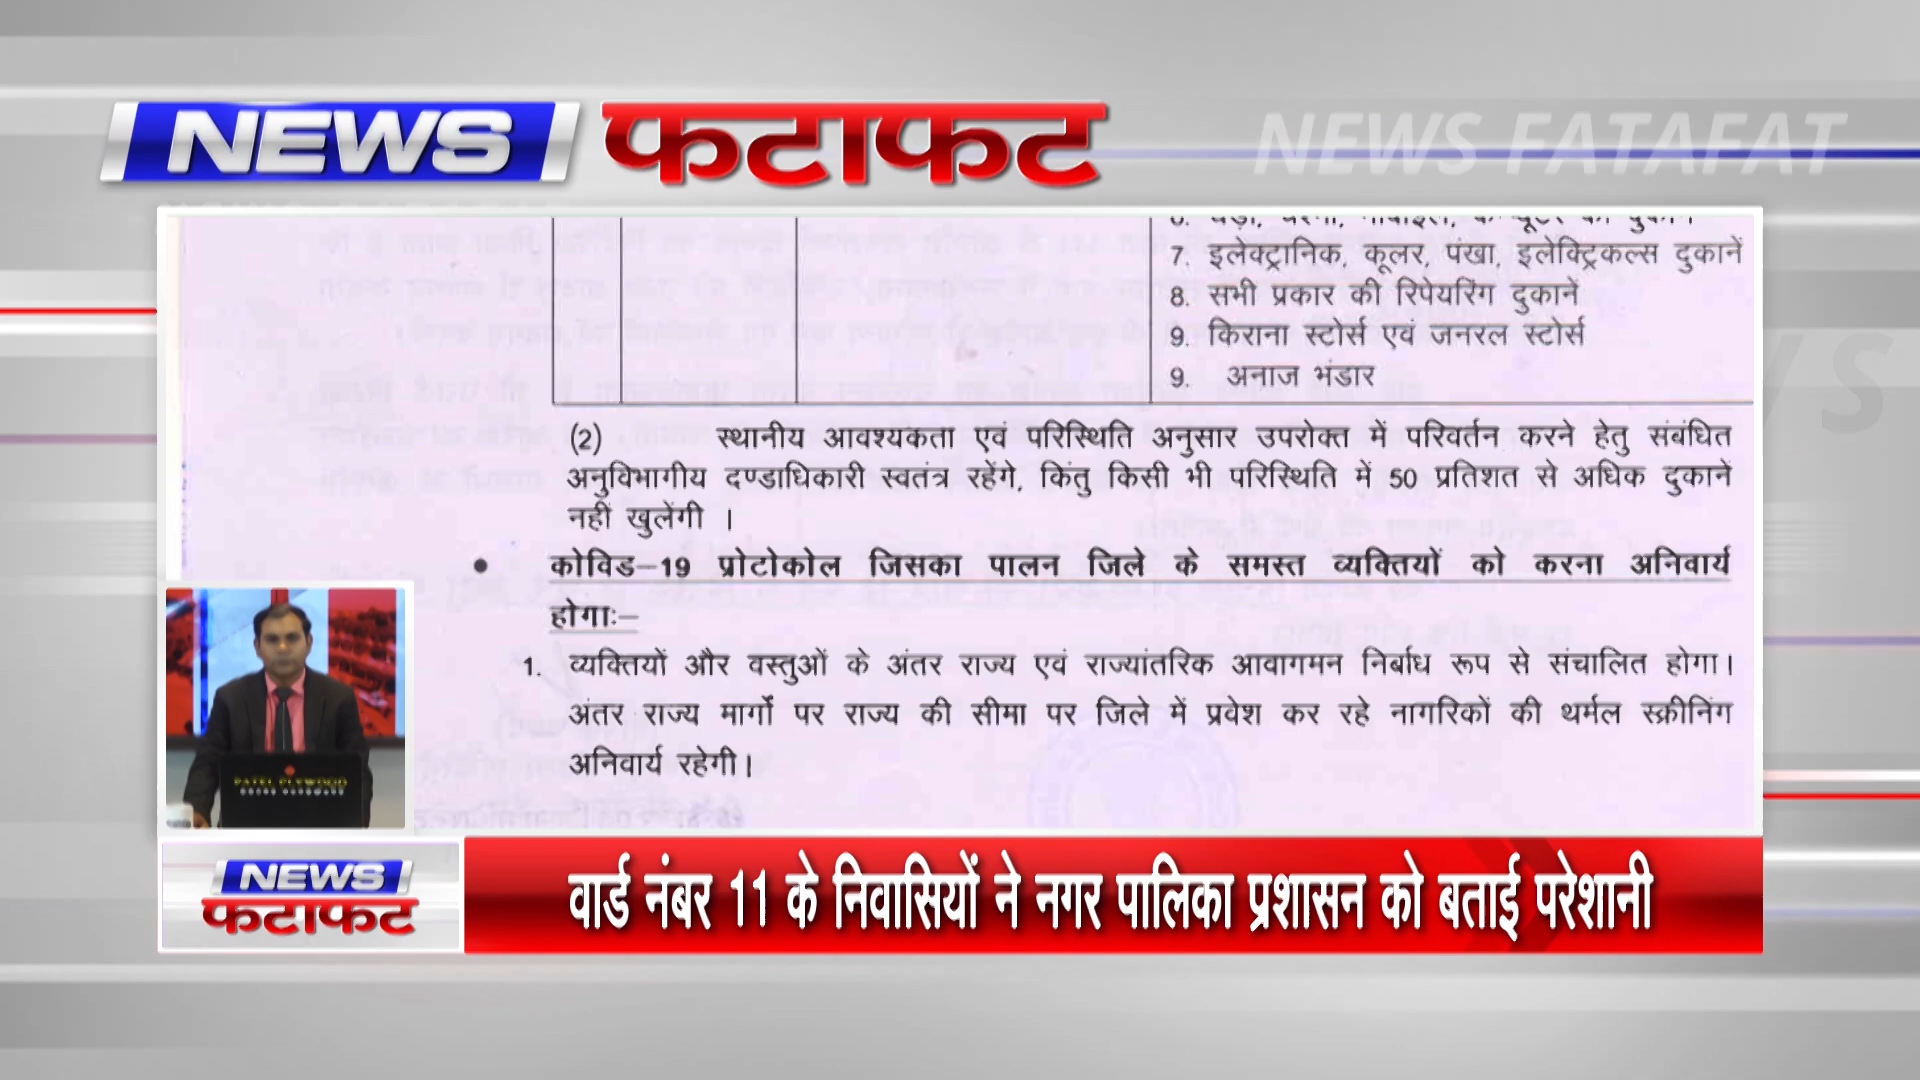 NEWS फटाफट
NEWS FATAFAT
7. इलेक्ट्रानिक, कूलर, पंखा, इलेक्ट्रिकल्स दुकानें
8. सभी प्रकार की रिपेयरिंग दुकानें
9. किराना स्टोर्स एवं जनरल स्टोर्स
9. अनाज भंडार
(2) स्थानीय आवश्यकता एवं परिस्थिति अनुसार उपरोक्त में परिवर्तन करने हेतु संबंधित
अनुविभागीय दण्डाधिकारी स्वतंत्र रहेंगे, किंतु किसी भी परिस्थिति में 50 प्रतिशत से अधिक दुकानें
नहीं खुलेंगी ।
• कोविड–19 प्रोटोकोल जिसका पालन जिले के समस्त व्यक्तियों को करना अनिवार्य
होगाः–
1. व्यक्तियों और वस्तुओं के अंतर राज्य एवं राज्यांतरिक आवागमन निर्बाध रूप से संचालित होगा।
अंतर राज्य मार्गों पर राज्य की सीमा पर जिले में प्रवेश कर रहे नागरिकों की थर्मल स्क्रीनिंग
अनिवार्य रहेगी।
PATEL PLYWOOD
NEWS
फटाफट
वार्ड नंबर 11 के निवासियों ने नगर पालिका प्रशासन को बताई परेशानी